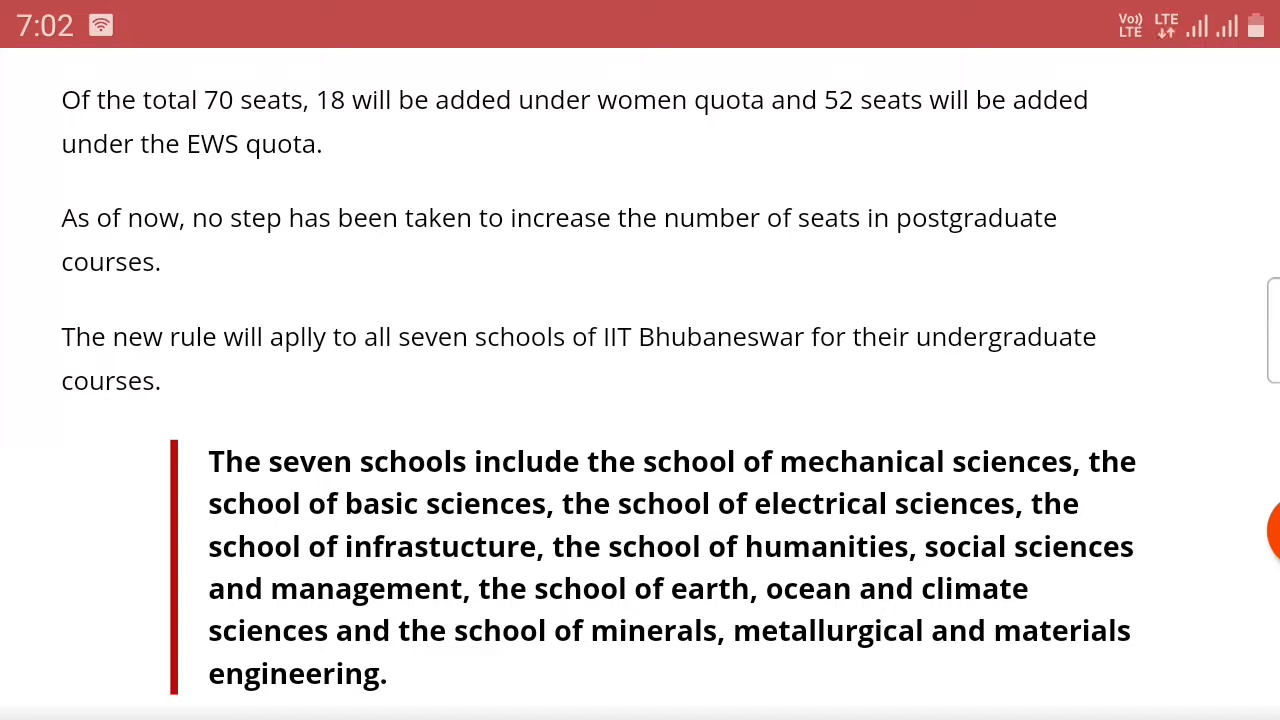 7:02 Vo)) LTE LTE
Of the total 70 seats, 18 will be added under women quota and 52 seats will be added
under the EWS quota.
As of now, no step has been taken to increase the number of seats in postgraduate
courses.
The new rule will aplly to all seven schools of IIT Bhubaneswar for their undergraduate
courses.
The seven schools include the school of mechanical sciences, the
school of basic sciences, the school of electrical sciences, the
school of infrastucture, the school of humanities, social sciences
and management, the school of earth, ocean and climate
sciences and the school of minerals, metallurgical and materials
engineering.